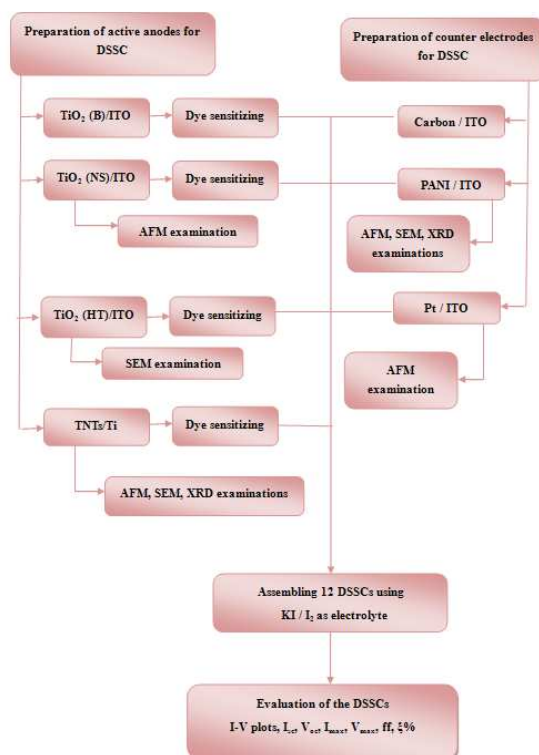 Preparation of active anodes for
DSSC
Preparation of counter electrodes
for DSSC
TiO₂ (B)/ITO
Dye sensitizing
Carbon / ITO
TiO₂ (NS)/ITO
Dye sensitizing
PANI / ITO
AFM examination
AFM, SEM, XRD
examinations
TiO₂ (HT)/ITO
Dye sensitizing
Pt / ITO
SEM examination
AFM
examination
TNTs/Ti
Dye sensitizing
AFM, SEM, XRD examinations
Assembling 12 DSSCs using
KI / I₂ as electrolyte
Evaluation of the DSSCs
I-V plots, Isc, Voc, Imax, Vmax, ff, ξ%